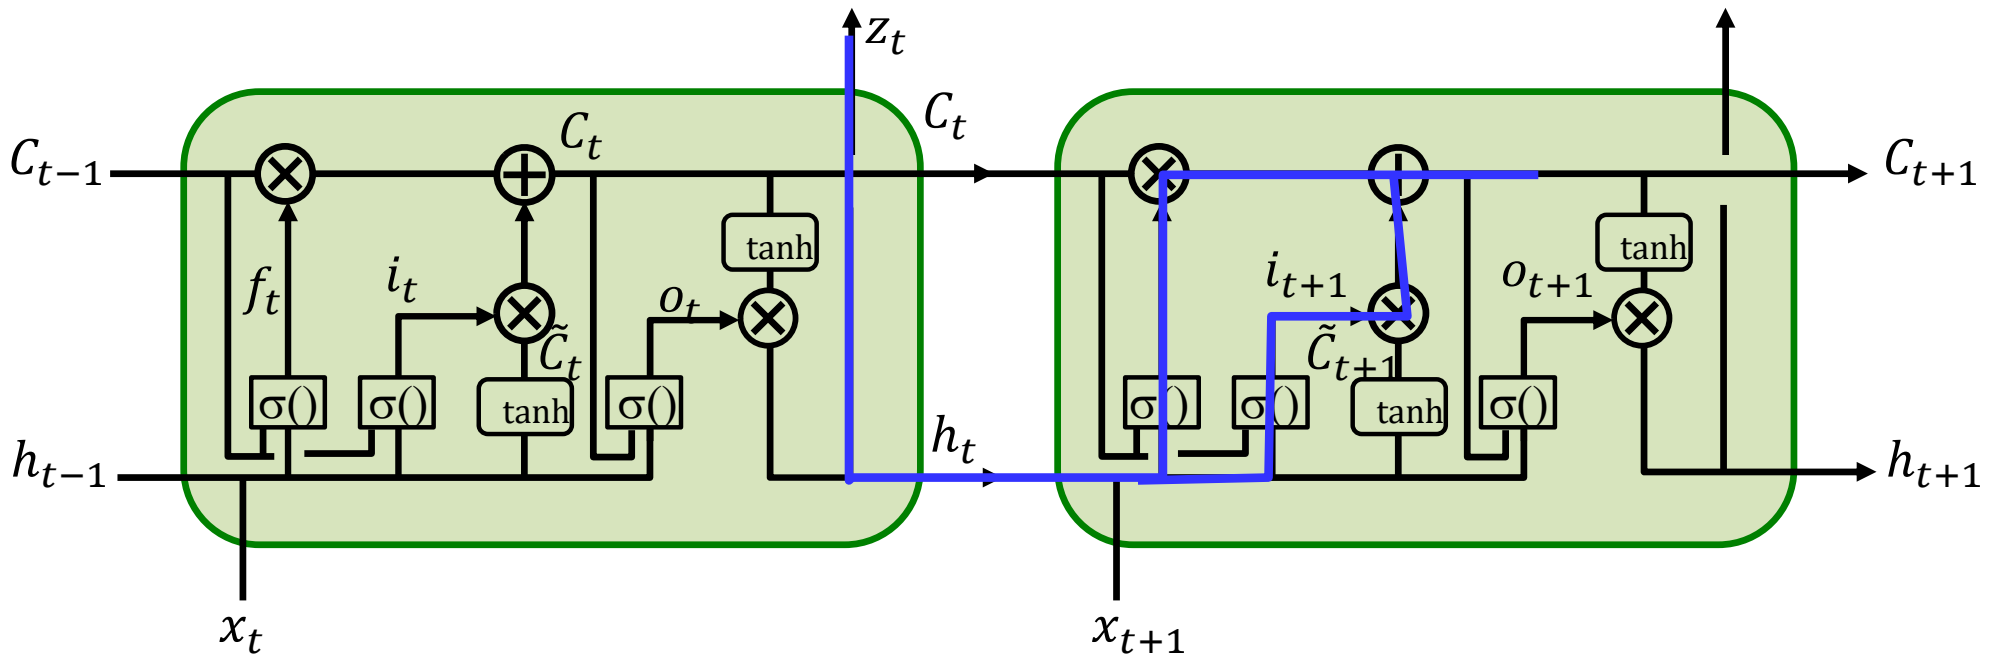 z_t
C_t
C_t
C_{t-1}
C_{t+1}
tanh
tanh
f_t
i_t
o_t
i_{t+1}
o_{t+1}
C̃_t
C̃_{t+1}
σ() σ() tanh σ() σ() σ() tanh σ()
h_{t-1}
h_t
h_{t+1}
x_t
x_{t+1}